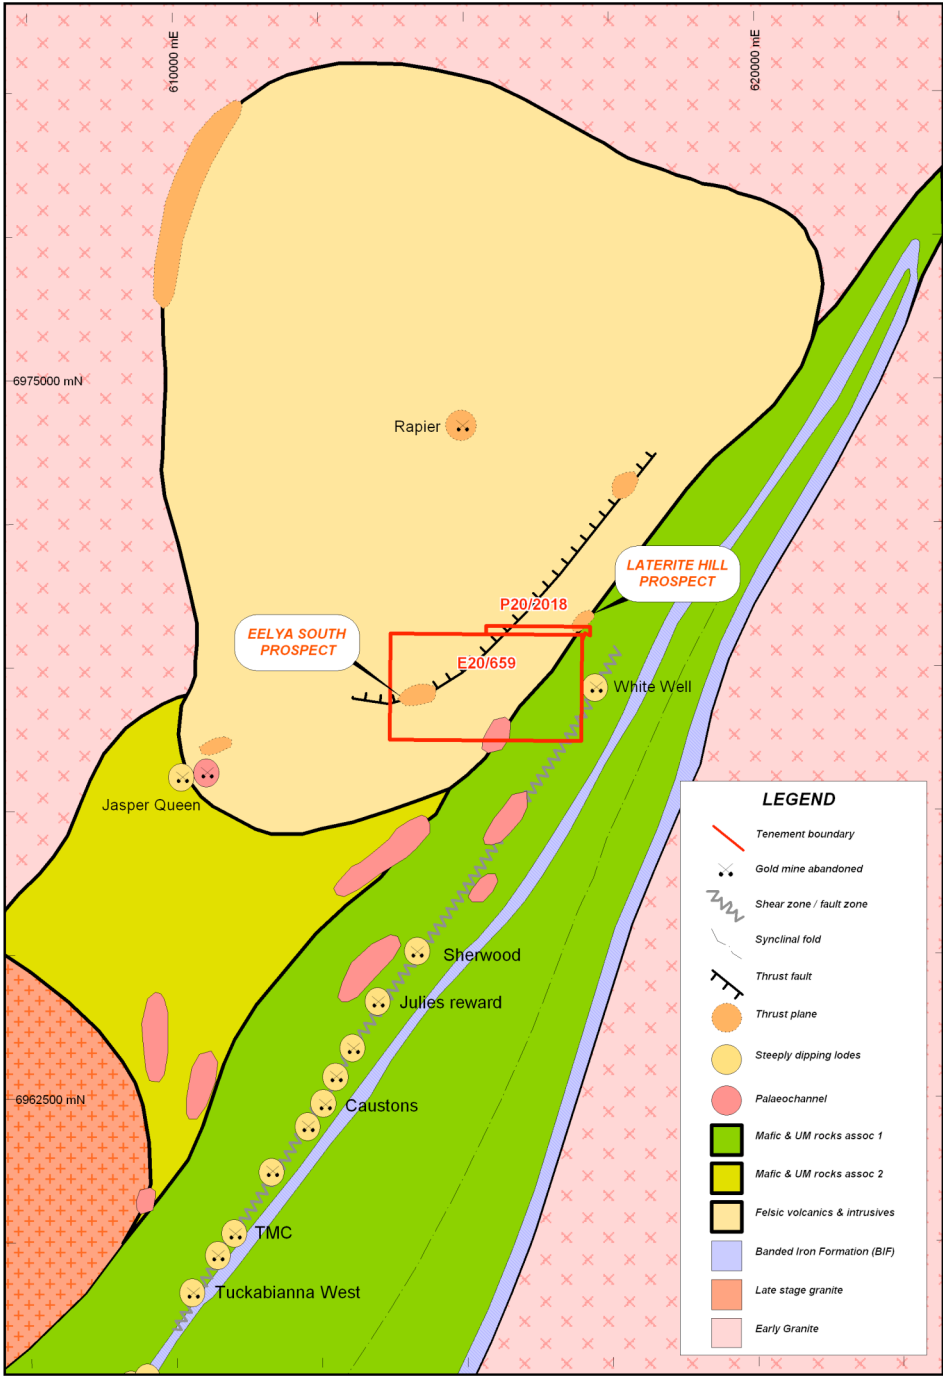 610000 mE
620000 mE
6975000 mN
Rapier
LATERITE HILL
PROSPECT
P20/2018
EELYA SOUTH
PROSPECT
E20/659
White Well
Jasper Queen
Sherwood
Julies reward
6962500 mN
Caustons
TMC
Tuckabianna West
LEGEND
Tenement boundary
Gold mine abandoned
Shear zone / fault zone
Synclinal fold
Thrust fault
Thrust plane
Steeply dipping lodes
Palaeochannel
Mafic & UM rocks assoc 1
Mafic & UM rocks assoc 2
Felsic volcanics & intrusives
Banded Iron Formation (BIF)
Late stage granite
Early Granite